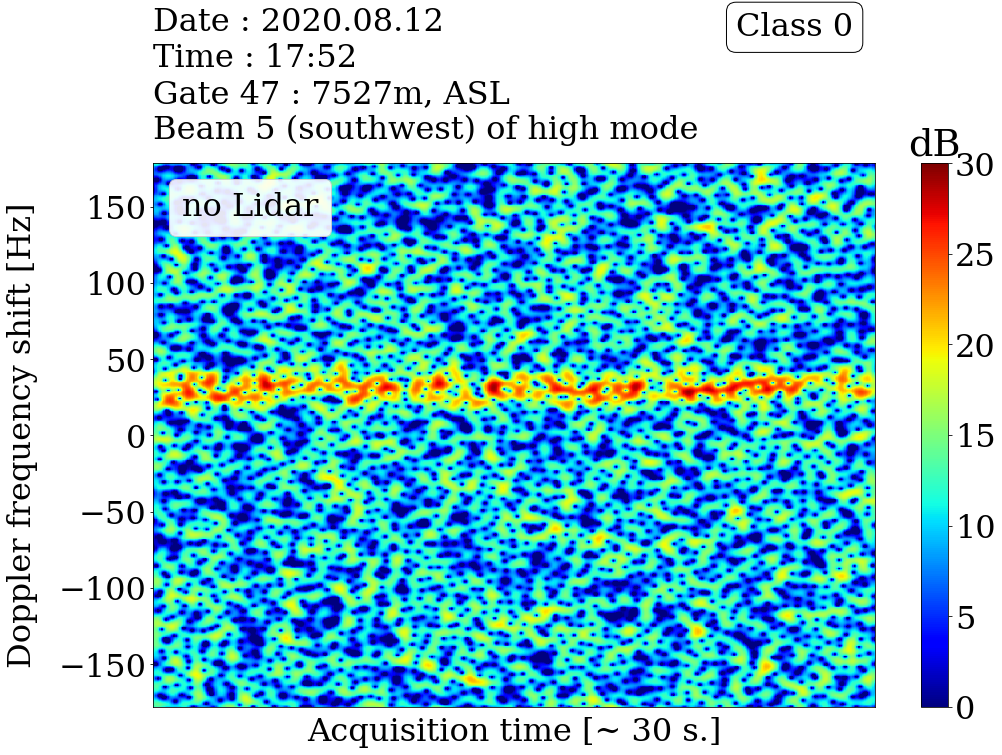 Date : 2020.08.12
Time : 17:52
Gate 47 : 7527m, ASL
Beam 5 (southwest) of high mode
Class 0
dB
no Lidar
Doppler frequency shift [Hz]
150
100
50
0
−50
−100
−150
30
25
20
15
10
5
0
Acquisition time [~ 30 s.]